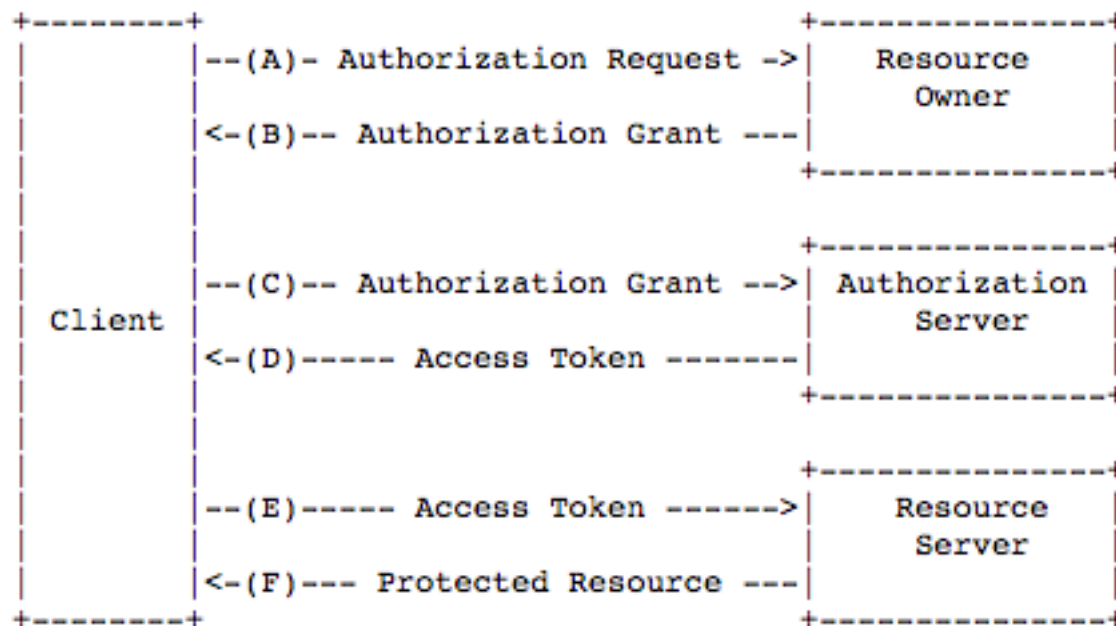 +--------+                               +---------------+
|        |--(A)- Authorization Request ->|   Resource    |
|        |                               |     Owner     |
|        |<-(B)-- Authorization Grant ---|               |
|        |                               +---------------+
|        |
|        |                               +---------------+
|        |--(C)-- Authorization Grant -->| Authorization |
| Client |                               |     Server    |
|        |<-(D)----- Access Token -------|               |
|        |                               +---------------+
|        |
|        |                               +---------------+
|        |--(E)----- Access Token ------>|    Resource   |
|        |                               |     Server    |
|        |<-(F)--- Protected Resource ---|               |
+--------+                               +---------------+